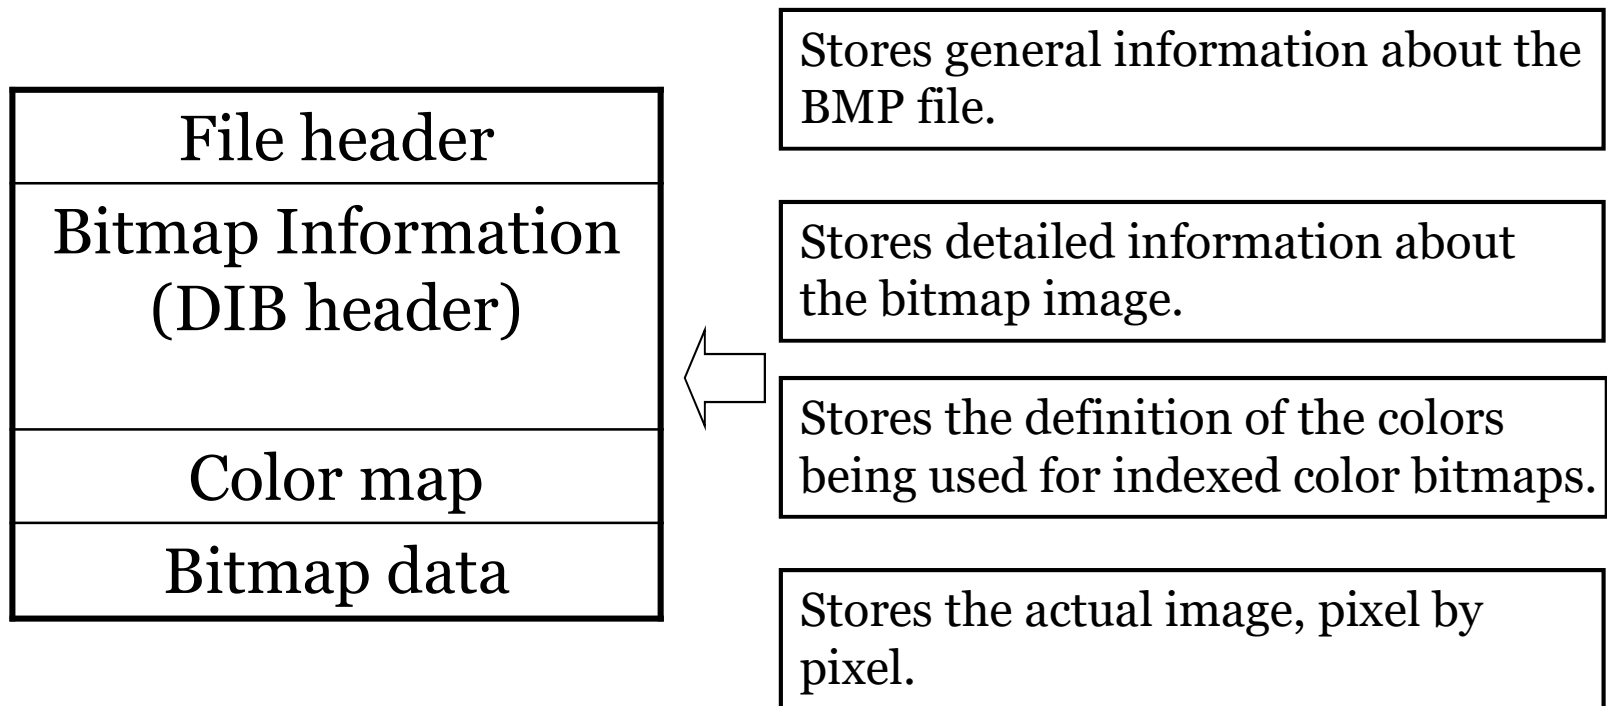 File header
Bitmap Information
(DIB header)
Color map
Bitmap data
Stores general information about the
BMP file.
Stores detailed information about
the bitmap image.
Stores the definition of the colors
being used for indexed color bitmaps.
Stores the actual image, pixel by
pixel.